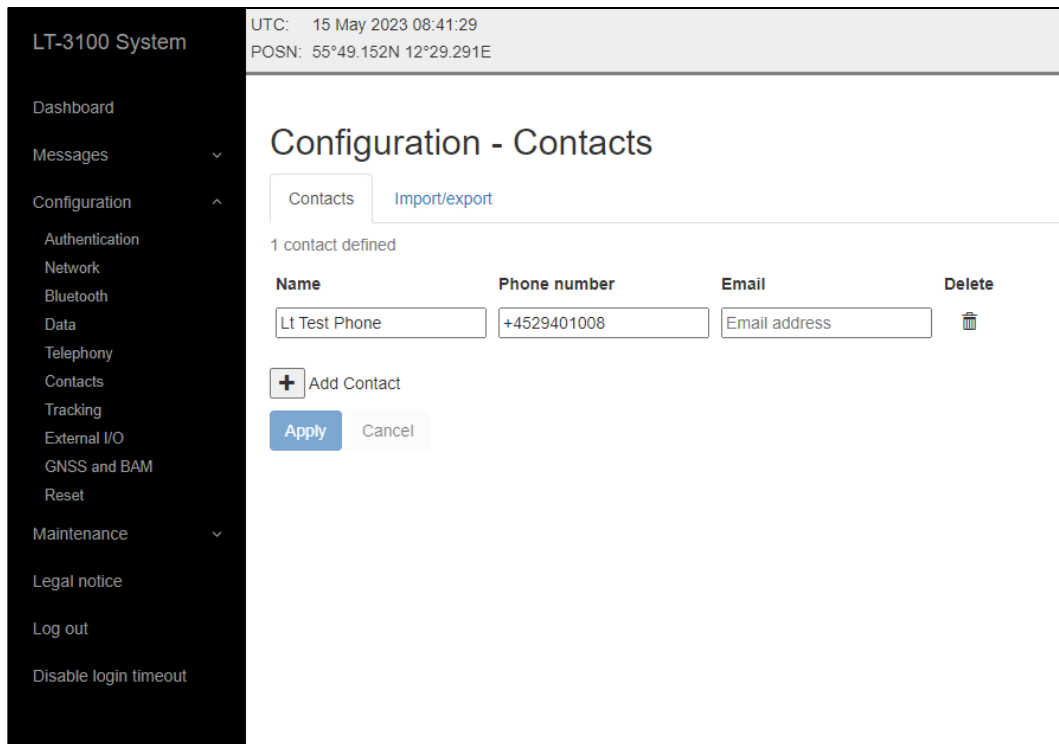 LT-3100 System
Dashboard
Messages
Configuration
Authentication
Network
Bluetooth
Data
Telephony
Contacts
Tracking
External I/O
GNSS and BAM
Reset
Maintenance
Legal notice
Log out
Disable login timeout
UTC: 15 May 2023 08:41:29
POSN: 55°49.152N 12°29.291E
Configuration - Contacts
Contacts Import/export
1 contact defined
Name Phone number Email Delete
Lt Test Phone +4529401008 Email address
Add Contact
Apply Cancel